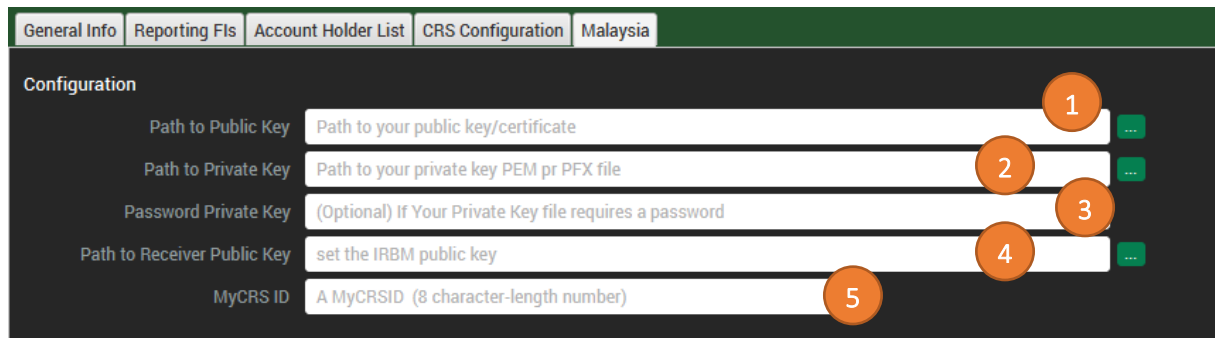 General Info Reporting FIs Account Holder List CRS Configuration Malaysia
Configuration
1
Path to Public Key Path to your public key/certificate ...
Path to Private Key Path to your private key PEM pr PFX file 2 ...
Password Private Key (Optional) If Your Private Key file requires a password 3
Path to Receiver Public Key set the IRBM public key 4 ...
MyCRS ID A MyCRSID (8 character-length number) 5